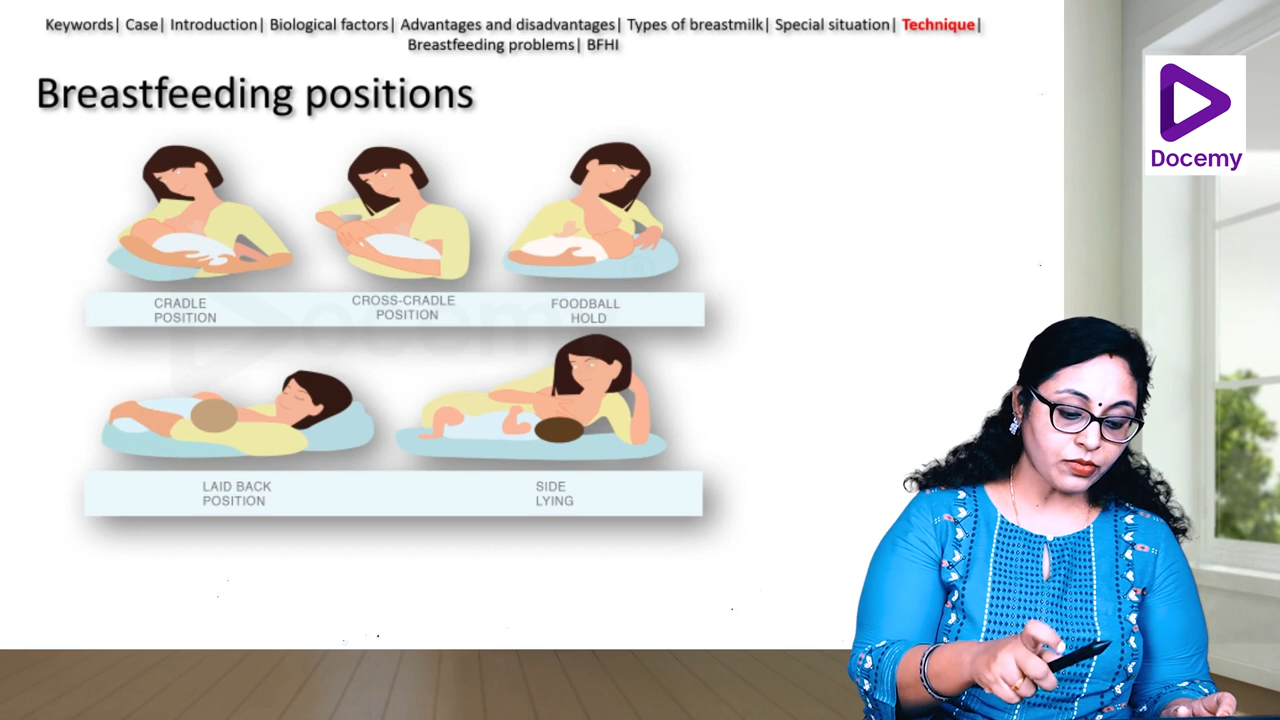 Keywords| Case| Introduction| Biological factors| Advantages and disadvantages| Types of breastmilk| Special situation| Technique|
Breastfeeding problems| BFHI
Breastfeeding positions
Docemy
CRADLE
POSITION
CROSS-CRADLE
POSITION
FOODBALL
HOLD
LAID BACK
POSITION
SIDE
LYING